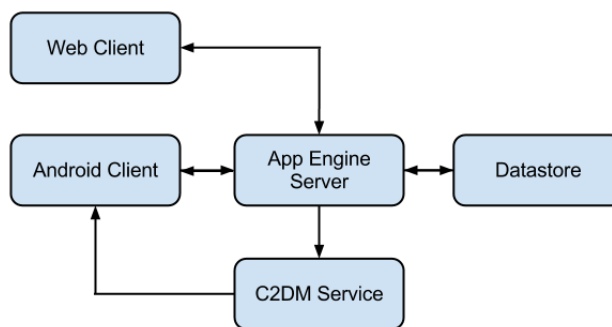 Web Client
Android Client
App Engine
Server
Datastore
C2DM Service